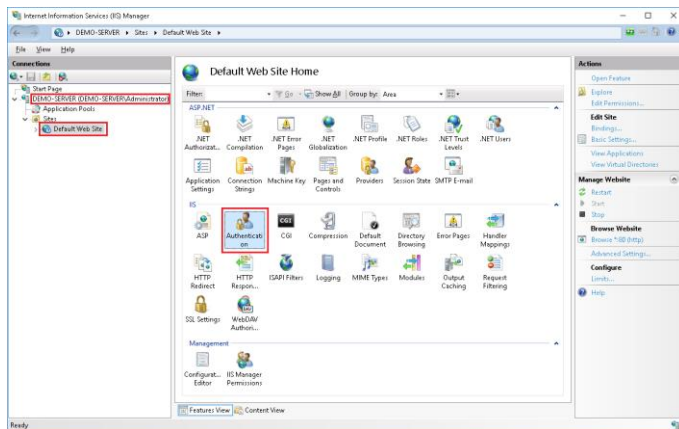 Internet Information Services (IIS) Manager
DEMO-SERVER ▸ Sites ▸ Default Web Site ▸
File View Help
Connections
Start Page
DEMO-SERVER (DEMO-SERVER\Administrator)
Application Pools
Sites
Default Web Site
Default Web Site Home
Filter: Go Show All Group by: Area
ASP.NET
.NET Authorizat...
.NET Compilation
.NET Error Pages
.NET Globalization
.NET Profile
.NET Roles
.NET Trust Levels
.NET Users
Application Settings
Connection Strings
Machine Key
Pages and Controls
Providers
Session State
SMTP E-mail
IIS
ASP
Authenticati on
CGI
Compression
Default Document
Directory Browsing
Error Pages
Handler Mappings
HTTP Redirect
HTTP Respon...
ISAPI Filters
Logging
MIME Types
Modules
Output Caching
Request Filtering
SSL Settings
WebDAV Authori...
Management
Configurat... Editor
IIS Manager Permissions
Features View Content View
Ready
Actions
Open Feature
Explore
Edit Permissions...
Edit Site
Bindings...
Basic Settings...
View Applications
View Virtual Directories
Manage Website
Restart
Start
Stop
Browse Website
Browse *:80 (http)
Advanced Settings...
Configure
Limits...
Help